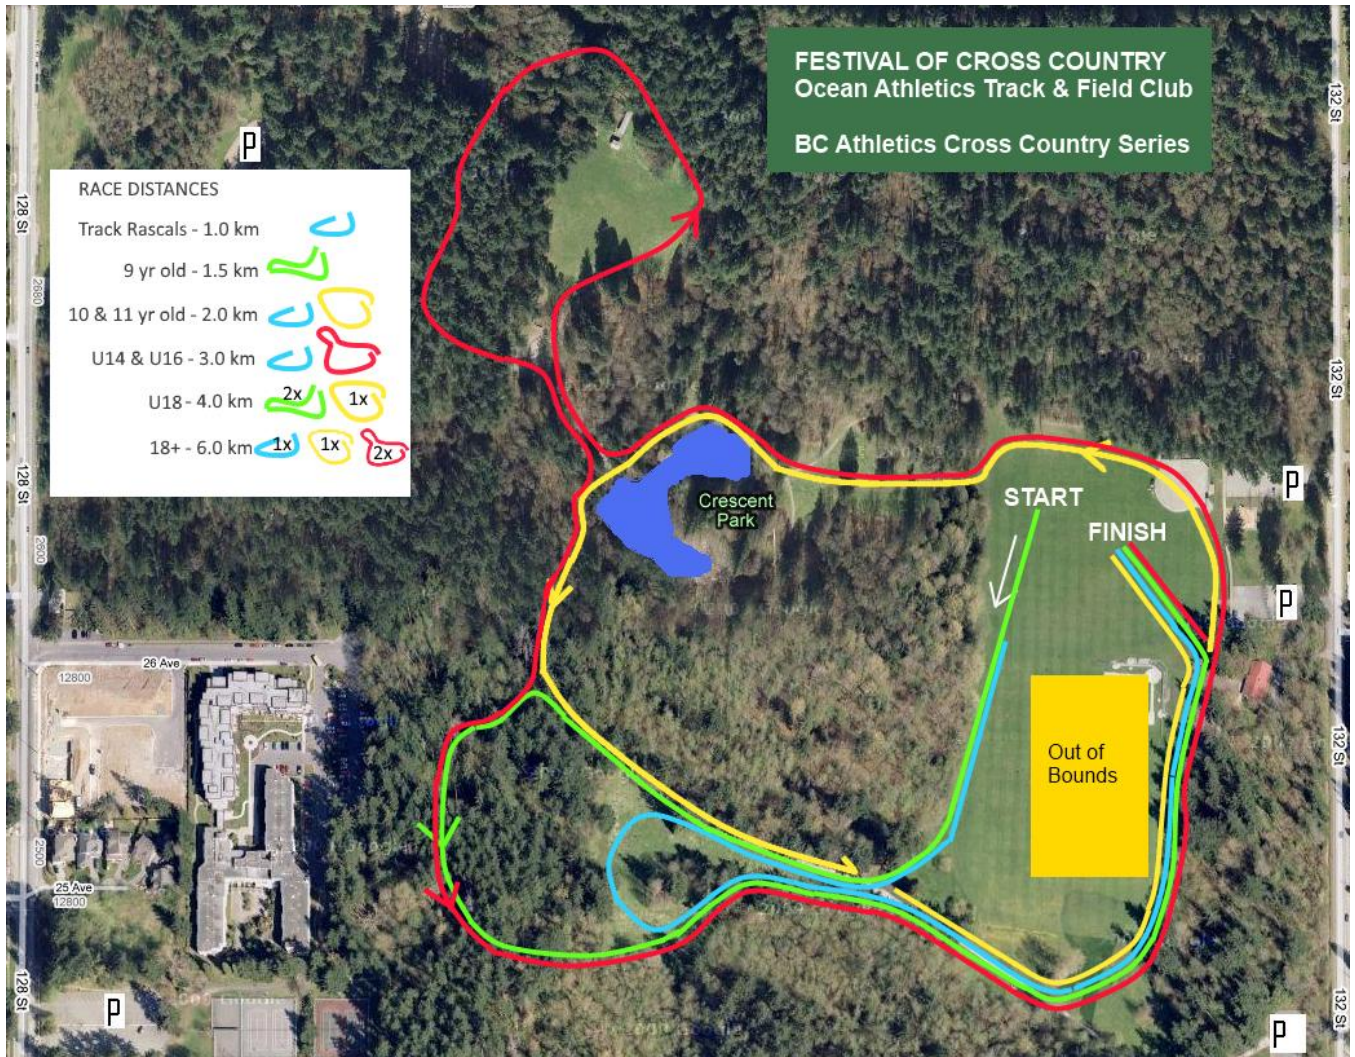 FESTIVAL OF CROSS COUNTRY
Ocean Athletics Track & Field Club
BC Athletics Cross Country Series
132 St
P
128 St
RACE DISTANCES
Track Rascals - 1.0 km
9 yr old - 1.5 km
2680
10 & 11 yr old - 2.0 km
U14 & U16 - 3.0 km
132 St
U18 - 4.0 km
2x
1x
18+ - 6.0 km
1x
1x
2x
128 St
P
START
Crescent
Park
FINISH
2600
P
26 Ave
12800
132 St
Out of
Bounds
2500
25 Ave
12800
128 St
P
132 St
P